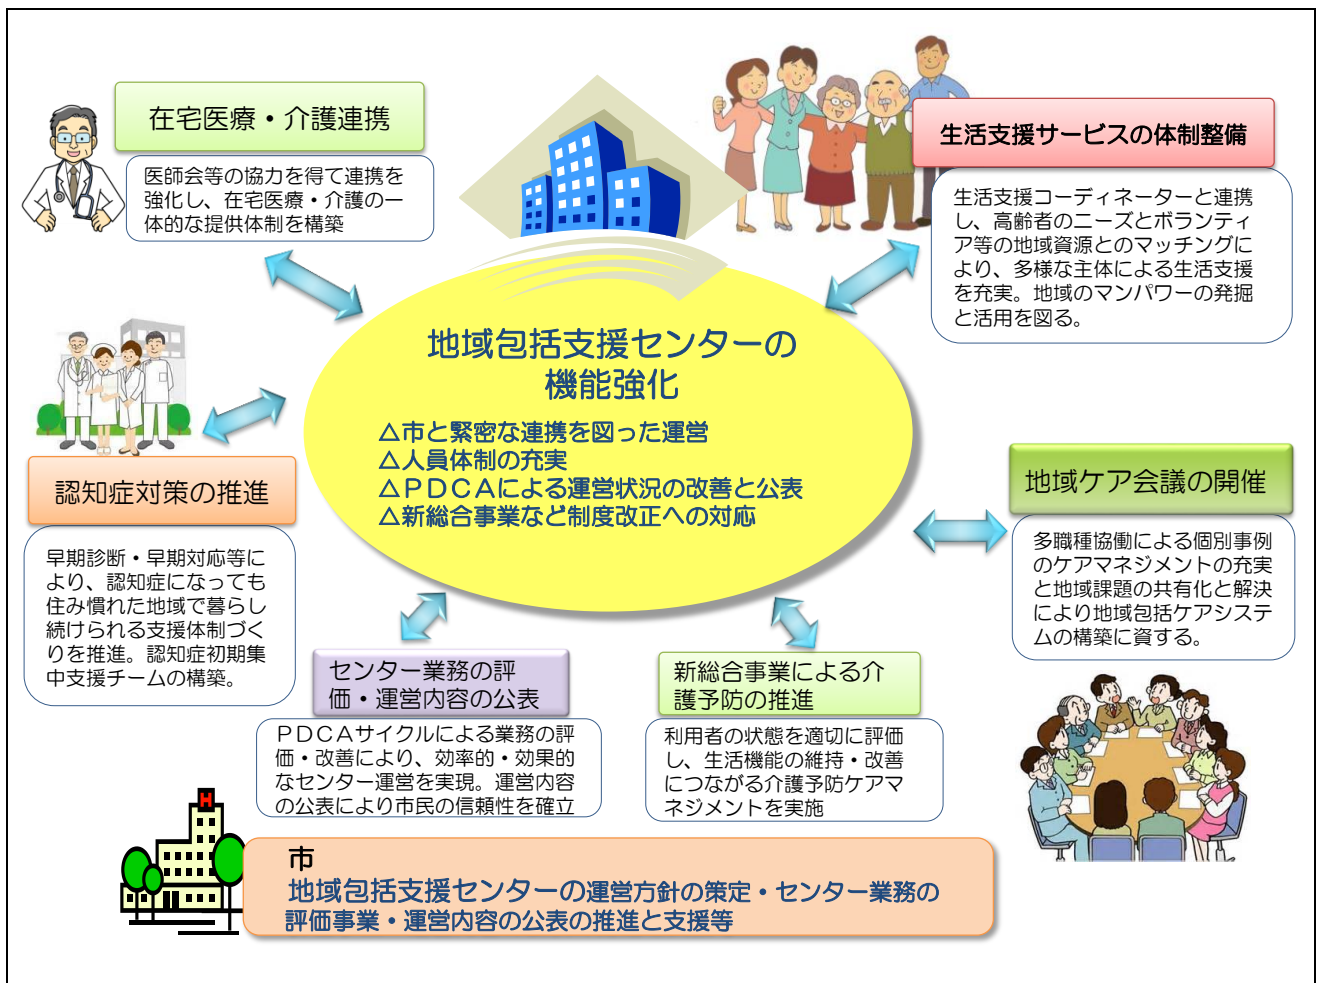 在宅医療・介護連携
医師会等の協力を得て連携を
強化し、在宅医療・介護の一
体的な提供体制を構築
生活支援サービスの体制整備
生活支援コーディネーターと連携
し、高齢者のニーズとボランティ
ア等の地域資源とのマッチングに
より、多様な主体による生活支援
を充実。地域のマンパワーの発掘
と活用を図る。
地域包括支援センターの
機能強化
△市と緊密な連携を図った運営
△人員体制の充実
△ＰＤＣＡによる運営状況の改善と公表
△新総合事業など制度改正への対応
認知症対策の推進
早期診断・早期対応等に
より、認知症になっても
住み慣れた地域で暮らし
続けられる支援体制づく
りを推進。認知症初期集
中支援チームの構築。
地域ケア会議の開催
多職種協働による個別事例
のケアマネジメントの充実
と地域課題の共有化と解決
により地域包括ケアシステ
ムの構築に資する。
センター業務の評
価・運営内容の公表
ＰＤＣＡサイクルによる業務の評
価・改善により、効率的・効果的
なセンター運営を実現。運営内容
の公表により市民の信頼性を確立
新総合事業による介
護予防の推進
利用者の状態を適切に評価
し、生活機能の維持・改善
につながる介護予防ケアマ
ネジメントを実施
H
市
地域包括支援センターの運営方針の策定・センター業務の
評価事業・運営内容の公表の推進と支援等